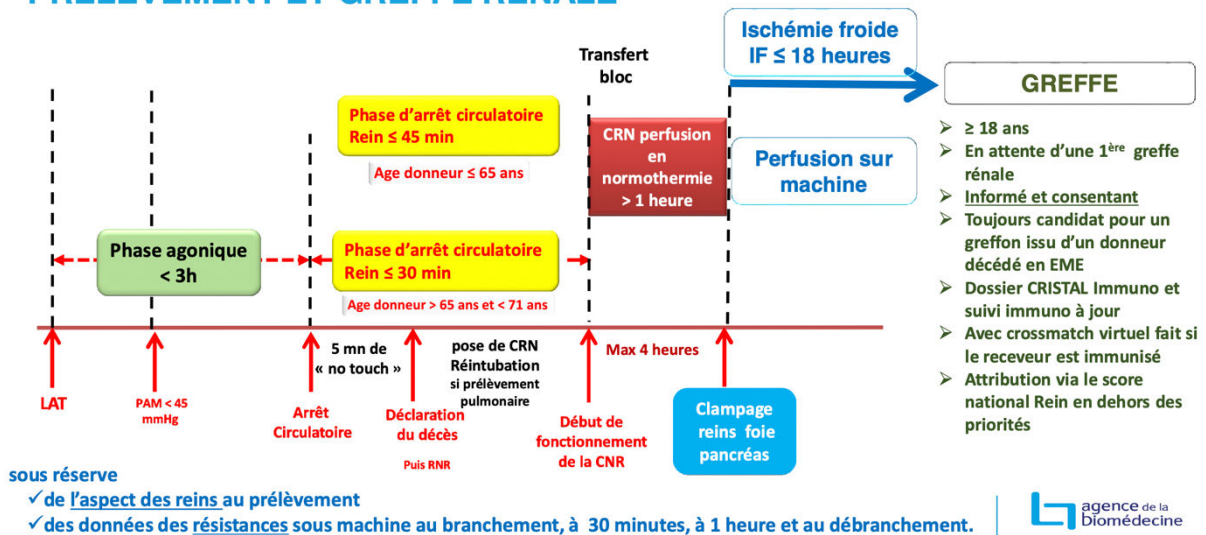 PRÉLÈVEMENT ET GREFFE RÉNALE
Ischémie froide
IF ≤ 18 heures
Transfert
bloc
GREFFE
Phase d'arrêt circulatoire
Rein ≤ 45 min
Age donneur ≤ 65 ans
CRN perfusion
en
normothermie
> 1 heure
Perfusion sur
machine
➢ ≥ 18 ans
➢ En attente d'une 1ère greffe
rénale
➢ Informé et consentant
➢ Toujours candidat pour un
greffon issu d'un donneur
décédé en EME
➢ Dossier CRISTAL Immuno et
suivi immuno à jour
➢ Avec crossmatch virtuel fait si
le receveur est immunisé
➢ Attribution via le score
national Rein en dehors des
priorités
Phase agonique
< 3h
Phase d'arrêt circulatoire
Rein ≤ 30 min
Age donneur > 65 ans et < 71 ans
LAT
PAM < 45
mmHg
5 mn de
« no touch »
Arrêt
Circulatoire
Déclaration
du décès
Puis RNR
pose de CRN
Réintubation
si prélèvement
pulmonaire
Max 4 heures
Début de
fonctionnement
de la CNR
Clampage
reins foie
pancréas
sous réserve
✓de l'aspect des reins au prélèvement
✓des données des résistances sous machine au branchement, à 30 minutes, à 1 heure et au débranchement.
agence de la
biomédecine